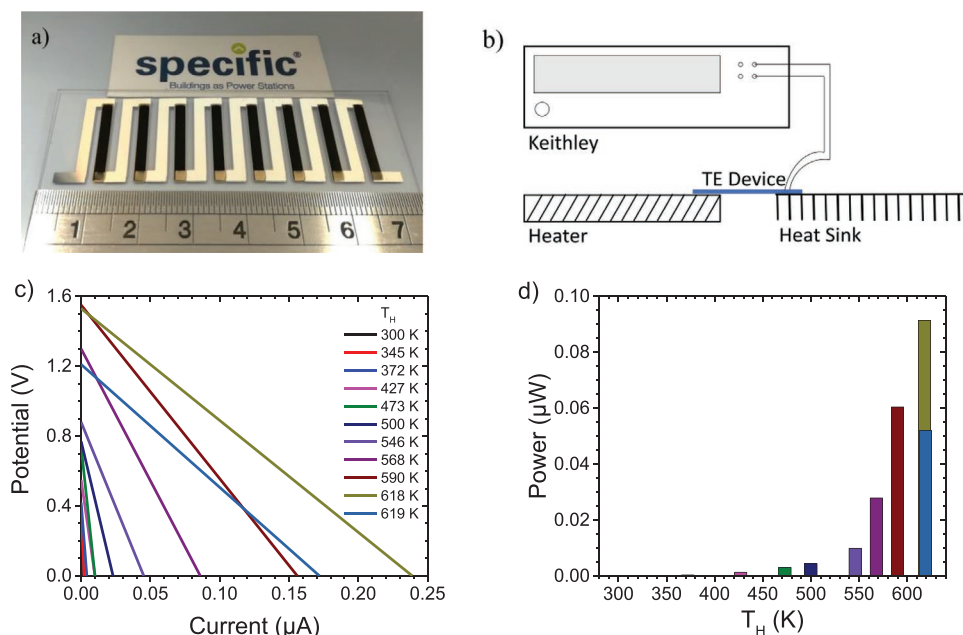 a)
specific®
Buildings as Power Stations
1 2 3 4 5 6 7
b)
Keithley
TE Device
Heater
Heat Sink
c)
Potential (V)
1.6
1.2
0.8
0.4
0.0
0.00 0.05 0.10 0.15 0.20 0.25
Current (µA)
T_H
300 K
345 K
372 K
427 K
473 K
500 K
546 K
568 K
590 K
618 K
619 K
d)
Power (µW)
0.10
0.08
0.06
0.04
0.02
0.00
300 350 400 450 500 550 600
T_H (K)